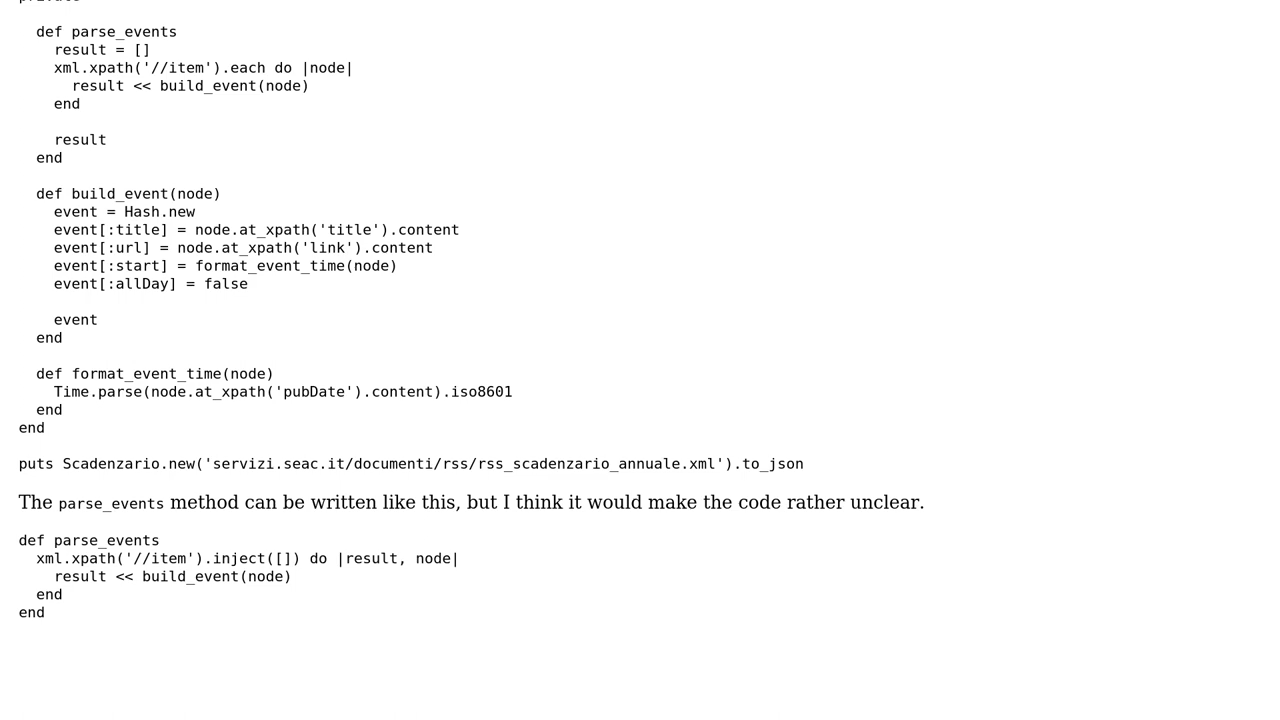 def parse_events
result = []
xml.xpath('//item').each do |node|
result << build_event(node)
end
result
end
def build_event(node)
event = Hash.new
event[:title] = node.at_xpath('title').content
event[:url] = node.at_xpath('link').content
event[:start] = format_event_time(node)
event[:allDay] = false
event
end
def format_event_time(node)
Time.parse(node.at_xpath('pubDate').content).iso8601
end
end
puts Scadenzario.new('servizi.seac.it/documenti/rss/rss_scadenzario_annuale.xml').to_json
The parse_events method can be written like this, but I think it would make the code rather unclear.
def parse_events
xml.xpath('//item').inject([]) do |result, node|
result << build_event(node)
end
end